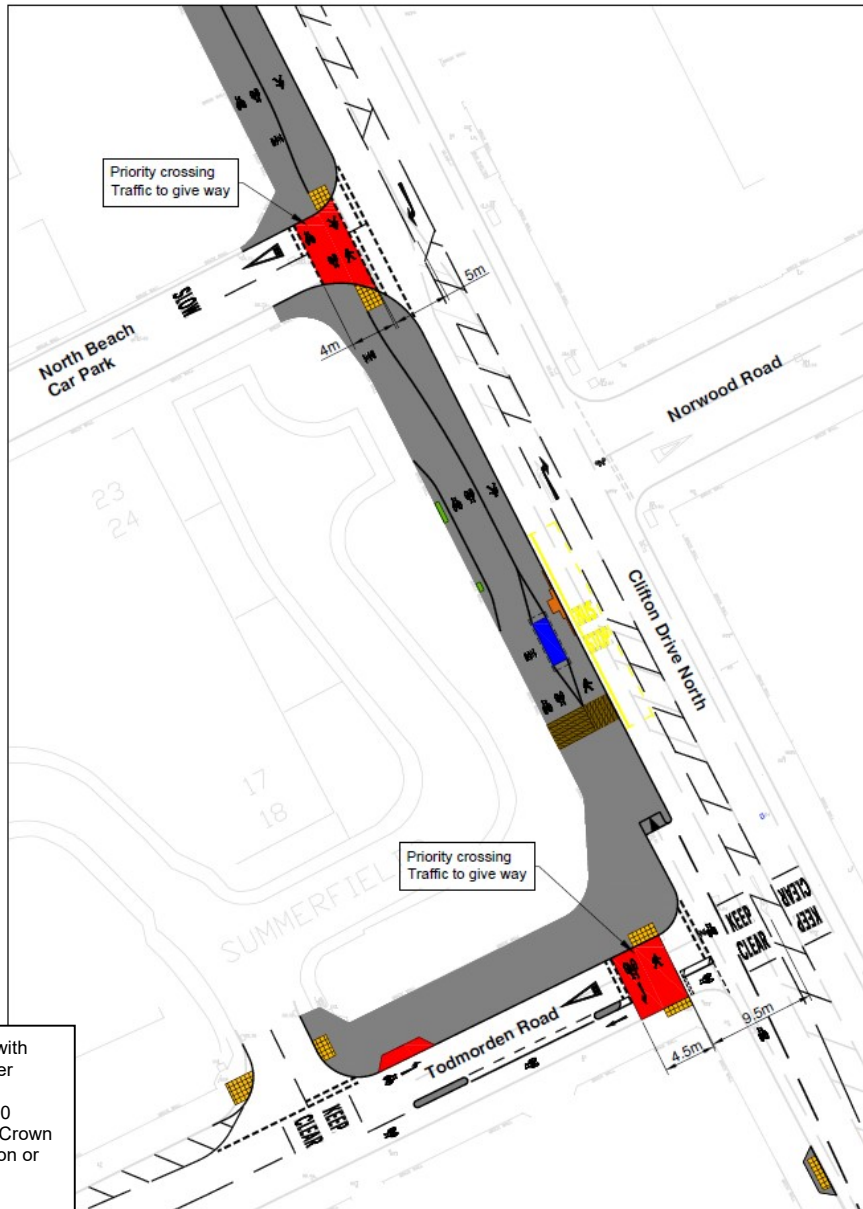 Priority crossing
Traffic to give way
5m
4m
SLOW
North Beach
Car Park
Norwood Road
23
24
BUS
STOP
Clifton Drive North
17
18
SUMMERFIEL
Priority crossing
Traffic to give way
KEEP
CLEAR
KEEP
CLEAR
9.5m
4.5m
Todmorden Road
KEEP
CLEAR
with
er
0
Crown
on or